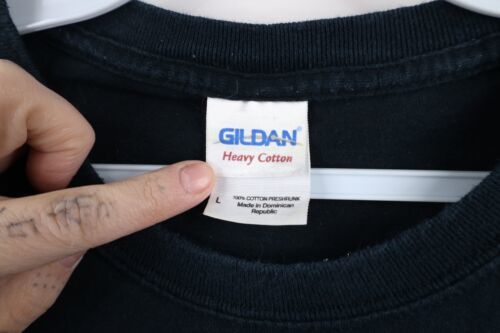 GILDAN®
Heavy Cotton
L
100% COTTON PRESHRUNK
Made in Dominican
Republic